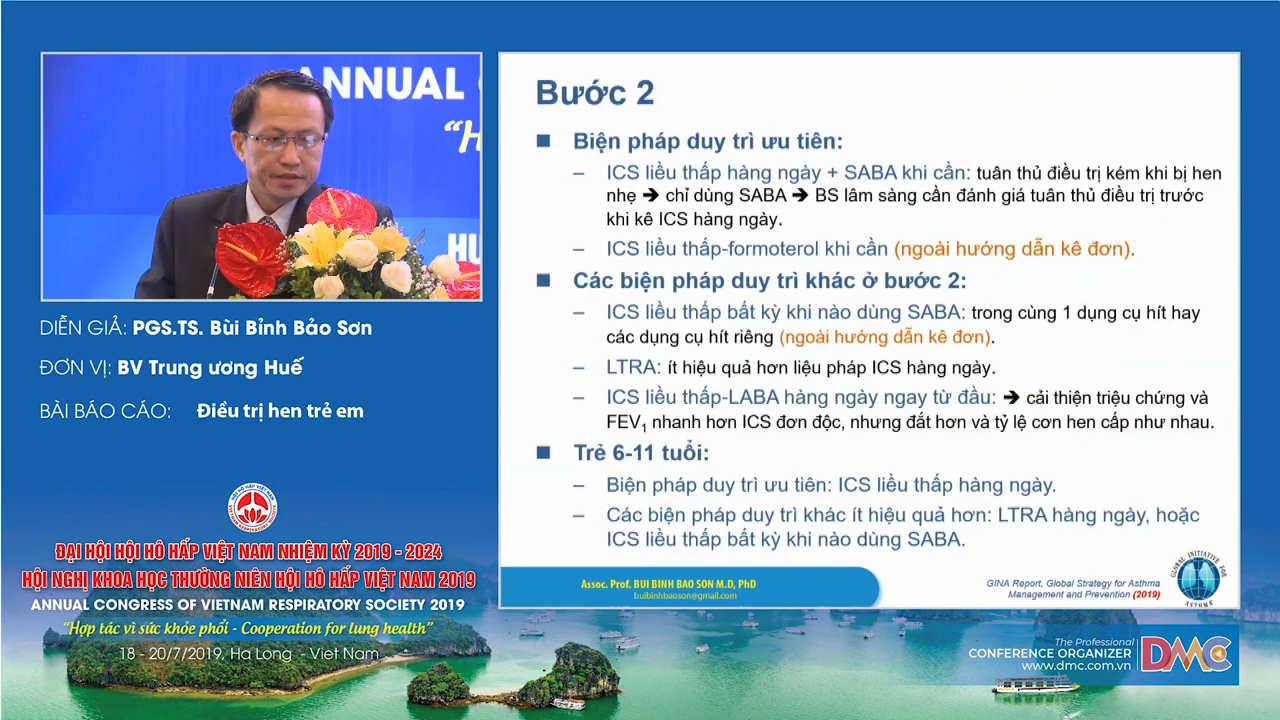 ANNUAL
“H
HU
DIỄN GIẢ: PGS.TS. Bùi Bỉnh Bảo Sơn
ĐƠN VỊ: BV Trung ương Huế
BÀI BÁO CÁO: Điều trị hen trẻ em
HỘI HÔ HẤP VIỆT NAM
VIETNAM RESPIRATORY SOCIETY
ĐẠI HỘI HỘI HÔ HẤP VIỆT NAM NHIỆM KỲ 2019 - 2024
HỘI NGHỊ KHOA HỌC THƯỜNG NIÊN HỘI HÔ HẤP VIỆT NAM 2019
ANNUAL CONGRESS OF VIETNAM RESPIRATORY SOCIETY 2019
“Hợp tác vì sức khỏe phổi - Cooperation for lung health”
18 - 20/7/2019, Ha Long - Viet Nam
Bước 2
■ Biện pháp duy trì ưu tiên:
– ICS liều thấp hàng ngày + SABA khi cần: tuân thủ điều trị kém khi bị hen
nhẹ ➔ chỉ dùng SABA ➔ BS lâm sàng cần đánh giá tuân thủ điều trị trước
khi kê ICS hàng ngày.
– ICS liều thấp-formoterol khi cần (ngoài hướng dẫn kê đơn).
■ Các biện pháp duy trì khác ở bước 2:
– ICS liều thấp bất kỳ khi nào dùng SABA: trong cùng 1 dụng cụ hít hay
các dụng cụ hít riêng (ngoài hướng dẫn kê đơn).
– LTRA: ít hiệu quả hơn liệu pháp ICS hàng ngày.
– ICS liều thấp-LABA hàng ngày ngay từ đầu: ➔ cải thiện triệu chứng và
FEV1 nhanh hơn ICS đơn độc, nhưng đắt hơn và tỷ lệ cơn hen cấp như nhau.
■ Trẻ 6-11 tuổi:
– Biện pháp duy trì ưu tiên: ICS liều thấp hàng ngày.
– Các biện pháp duy trì khác ít hiệu quả hơn: LTRA hàng ngày, hoặc
ICS liều thấp bất kỳ khi nào dùng SABA.
Assoc. Prof. BUI BINH BAO SON M.D, PhD
buibinhbaoson@gmail.com
GINA Report, Global Strategy for Asthma
Management and Prevention (2019)
GLOBAL INITIATIVE FOR
ASTHMA
The Professional
CONFERENCE ORGANIZER
www.dmc.com.vn
DMC